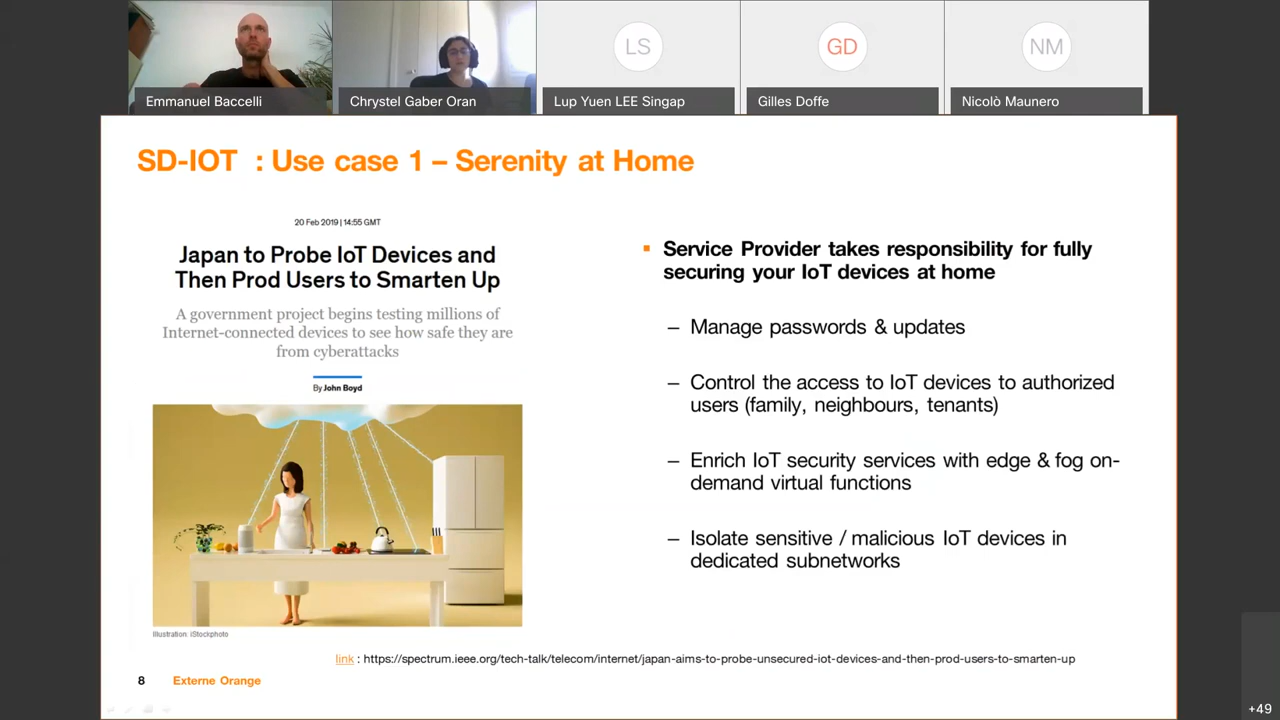 LS
GD
NM
Emmanuel Baccelli
Chrystel Gaber Oran
Lup Yuen LEE Singap
Gilles Doffe
Nicolò Maunero
SD-IOT : Use case 1 – Serenity at Home
20 Feb 2019 | 14:55 GMT
Japan to Probe IoT Devices and
Then Prod Users to Smarten Up
A government project begins testing millions of
Internet-connected devices to see how safe they are
from cyberattacks
By John Boyd
Illustration: iStockphoto
▪ Service Provider takes responsibility for fully
securing your IoT devices at home
– Manage passwords & updates
– Control the access to IoT devices to authorized
users (family, neighbours, tenants)
– Enrich IoT security services with edge & fog on-
demand virtual functions
– Isolate sensitive / malicious IoT devices in
dedicated subnetworks
link : https://spectrum.ieee.org/tech-talk/telecom/internet/japan-aims-to-probe-unsecured-iot-devices-and-then-prod-users-to-smarten-up
8 Externe Orange
+49